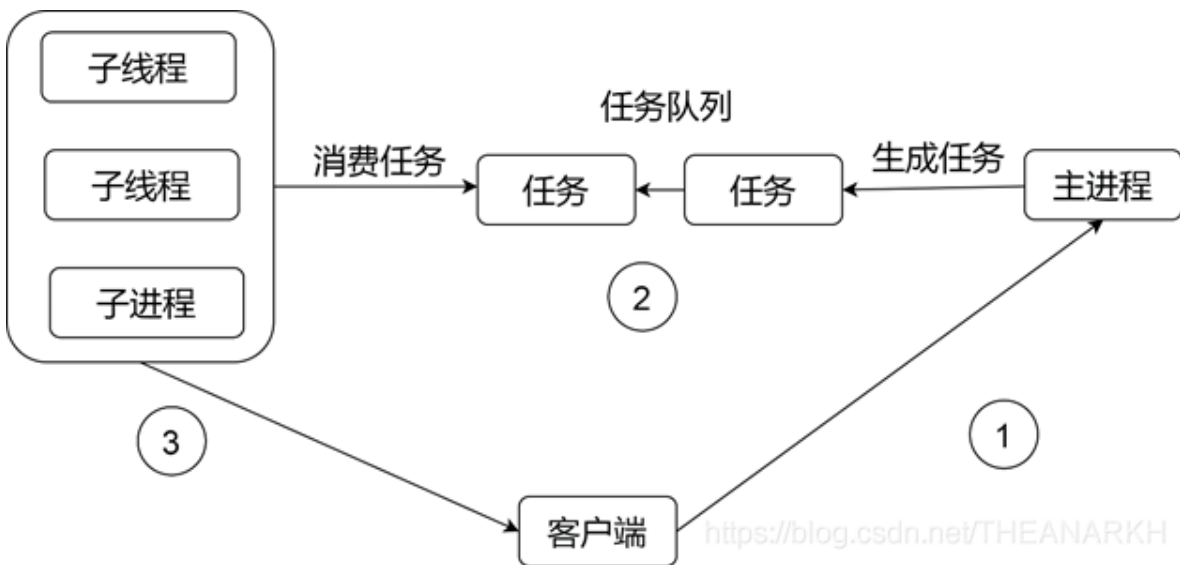 子线程
子线程
子进程
消费任务
任务队列
任务
任务
生成任务
主进程
2
3
1
客户端
https://blog.csdn.net/THEANARKH